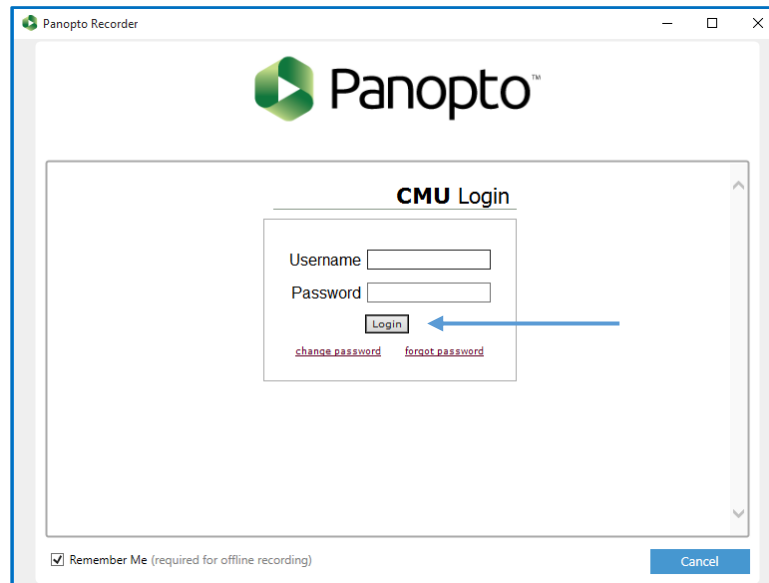 Panopto Recorder
Panopto™
CMU Login
Username
Password
Login
change password forgot password
Remember Me (required for offline recording)
Cancel